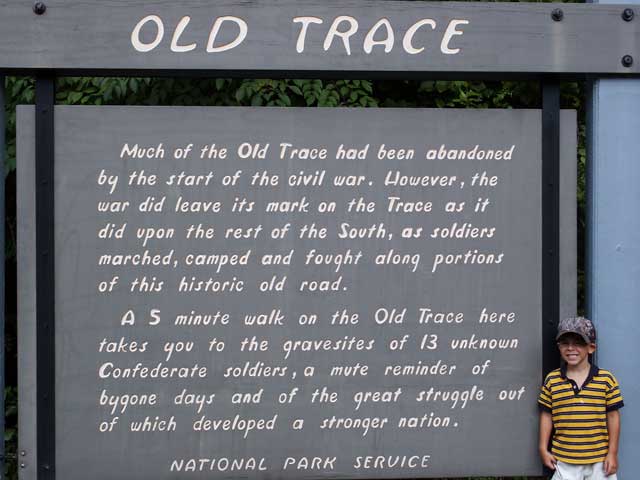 OLD TRACE
Much of the Old Trace had been abandoned
by the start of the civil war. However, the
war did leave its mark on the Trace as it
did upon the rest of the South, as soldiers
marched, camped and fought along portions
of this historic old road.
A 5 minute walk on the Old Trace here
takes you to the gravesites of 13 unknown
Confederate soldiers, a mute reminder of
bygone days and of the great struggle out
of which developed a stronger nation.
NATIONAL PARK SERVICE